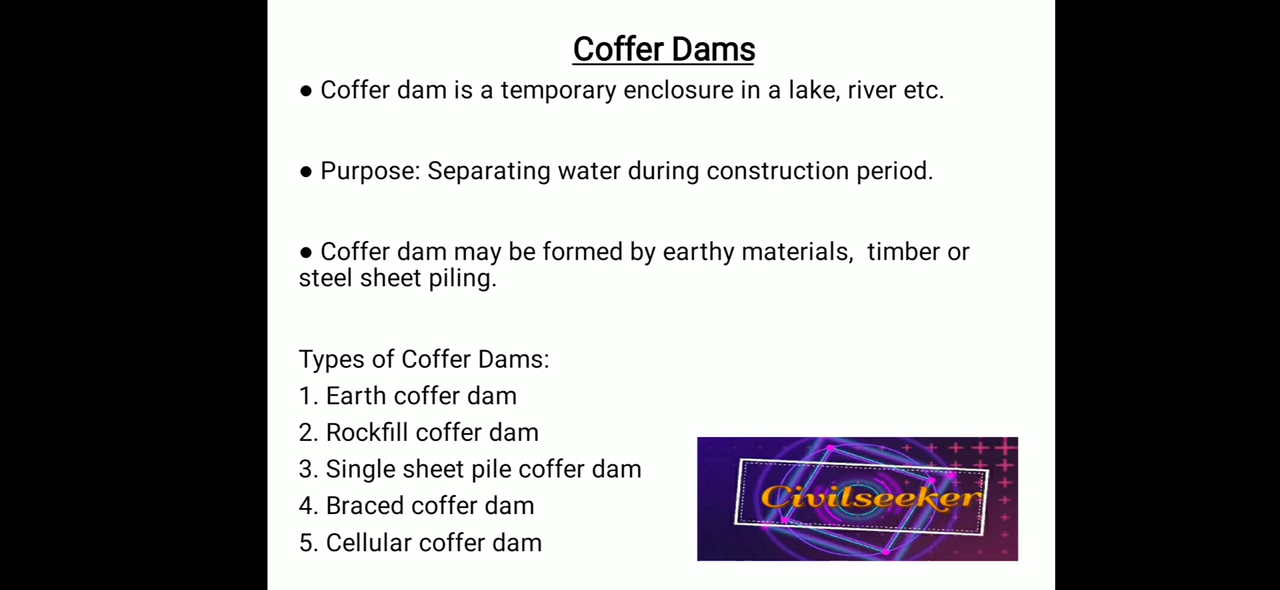 Coffer Dams
● Coffer dam is a temporary enclosure in a lake, river etc.
● Purpose: Separating water during construction period.
● Coffer dam may be formed by earthy materials,  timber or
steel sheet piling.
Types of Coffer Dams:
1. Earth coffer dam
2. Rockfill coffer dam
3. Single sheet pile coffer dam
4. Braced coffer dam
5. Cellular coffer dam
Civilseeker